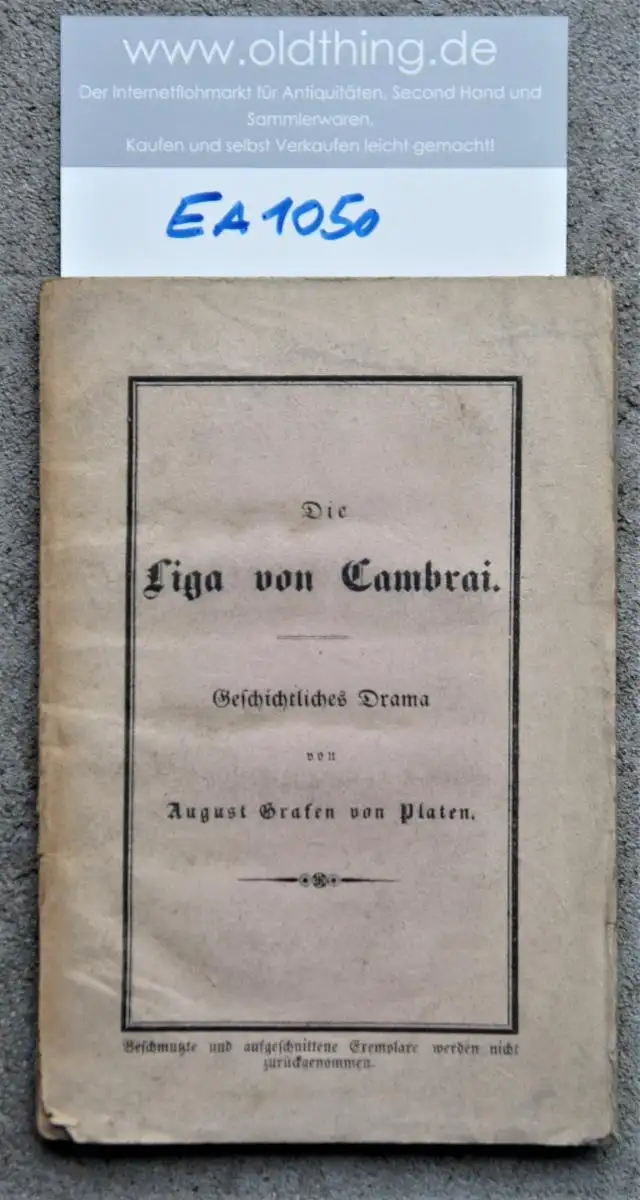 www.oldthing.de
Der Internetflohmarkt für Antiquitäten, Second Hand und
Sammlerwaren.
Kaufen und selbst Verkaufen leicht gemacht!
EA1050
Die
Liga von Cambrai.
Geschichtliches Drama
von
August Grafen von Platen.
Beschmutzte und aufgeschnittene Exemplare werden nicht
zurückgenommen.